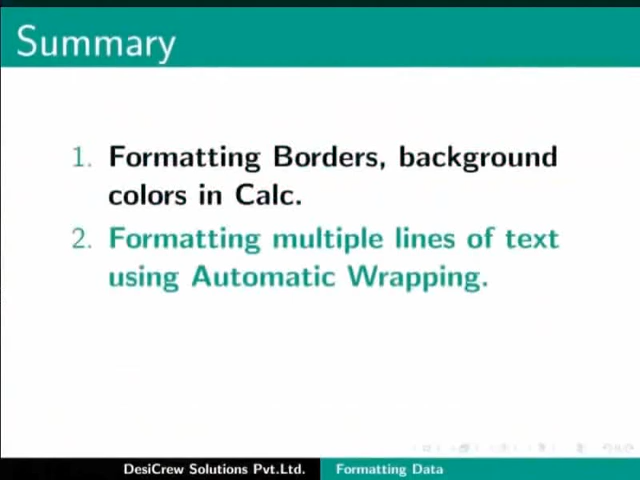 Summary
1. Formatting Borders, background
colors in Calc.
2. Formatting multiple lines of text
using Automatic Wrapping.
DesiCrew Solutions Pvt.Ltd. Formatting Data